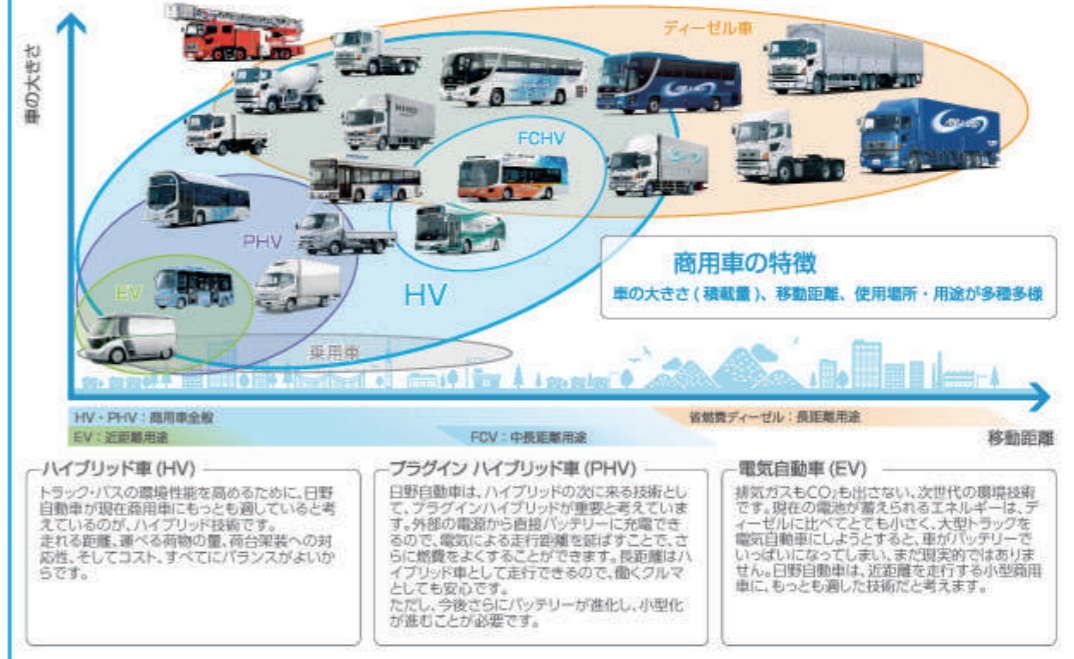 車の大きさ
ディーゼル車
FCHV
PHV
EV
HV
乗用車
商用車の特徴
車の大きさ(積載量)、移動距離、使用場所・用途が多種多様
HV・PHV:商用車全般
省燃費ディーゼル:長距離用途
EV:近距離用途
FCV:中長距離用途
移動距離
ハイブリッド車(HV)
トラック・バスの環境性能を高めるために、日野
自動車が現在商用車にもっとも適していると考
えているのが、ハイブリッド技術です。
走れる距離、運べる荷物の量、荷台架装への対
応性、そしてコスト、すべてにバランスがよいか
らです。
プラグイン ハイブリッド車(PHV)
日野自動車は、ハイブリッドの次に来る技術とし
て、プラグインハイブリッドが重要と考えていま
す。外部の電源から直接バッテリーに充電でき
るので、電気による走行距離を延ばすことで、さ
らに燃費をよくすることができます。長距離はハ
イブリッド車として走行できるので、働くクルマ
としても安心です。
ただし、今後さらにバッテリーが進化し、小型化
が進むことが必要です。
電気自動車(EV)
排気ガスもCO₂も出さない、次世代の環境技術
です。現在の電池が蓄えられるエネルギーは、デ
ィーゼルに比べてとても小さく、大型トラックを
電気自動車にしようとすると、車がバッテリーで
いっぱいになってしまい、まだ現実的ではありま
せん。日野自動車は、近距離を走行する小型商用
車に、もっとも適した技術だと考えます。